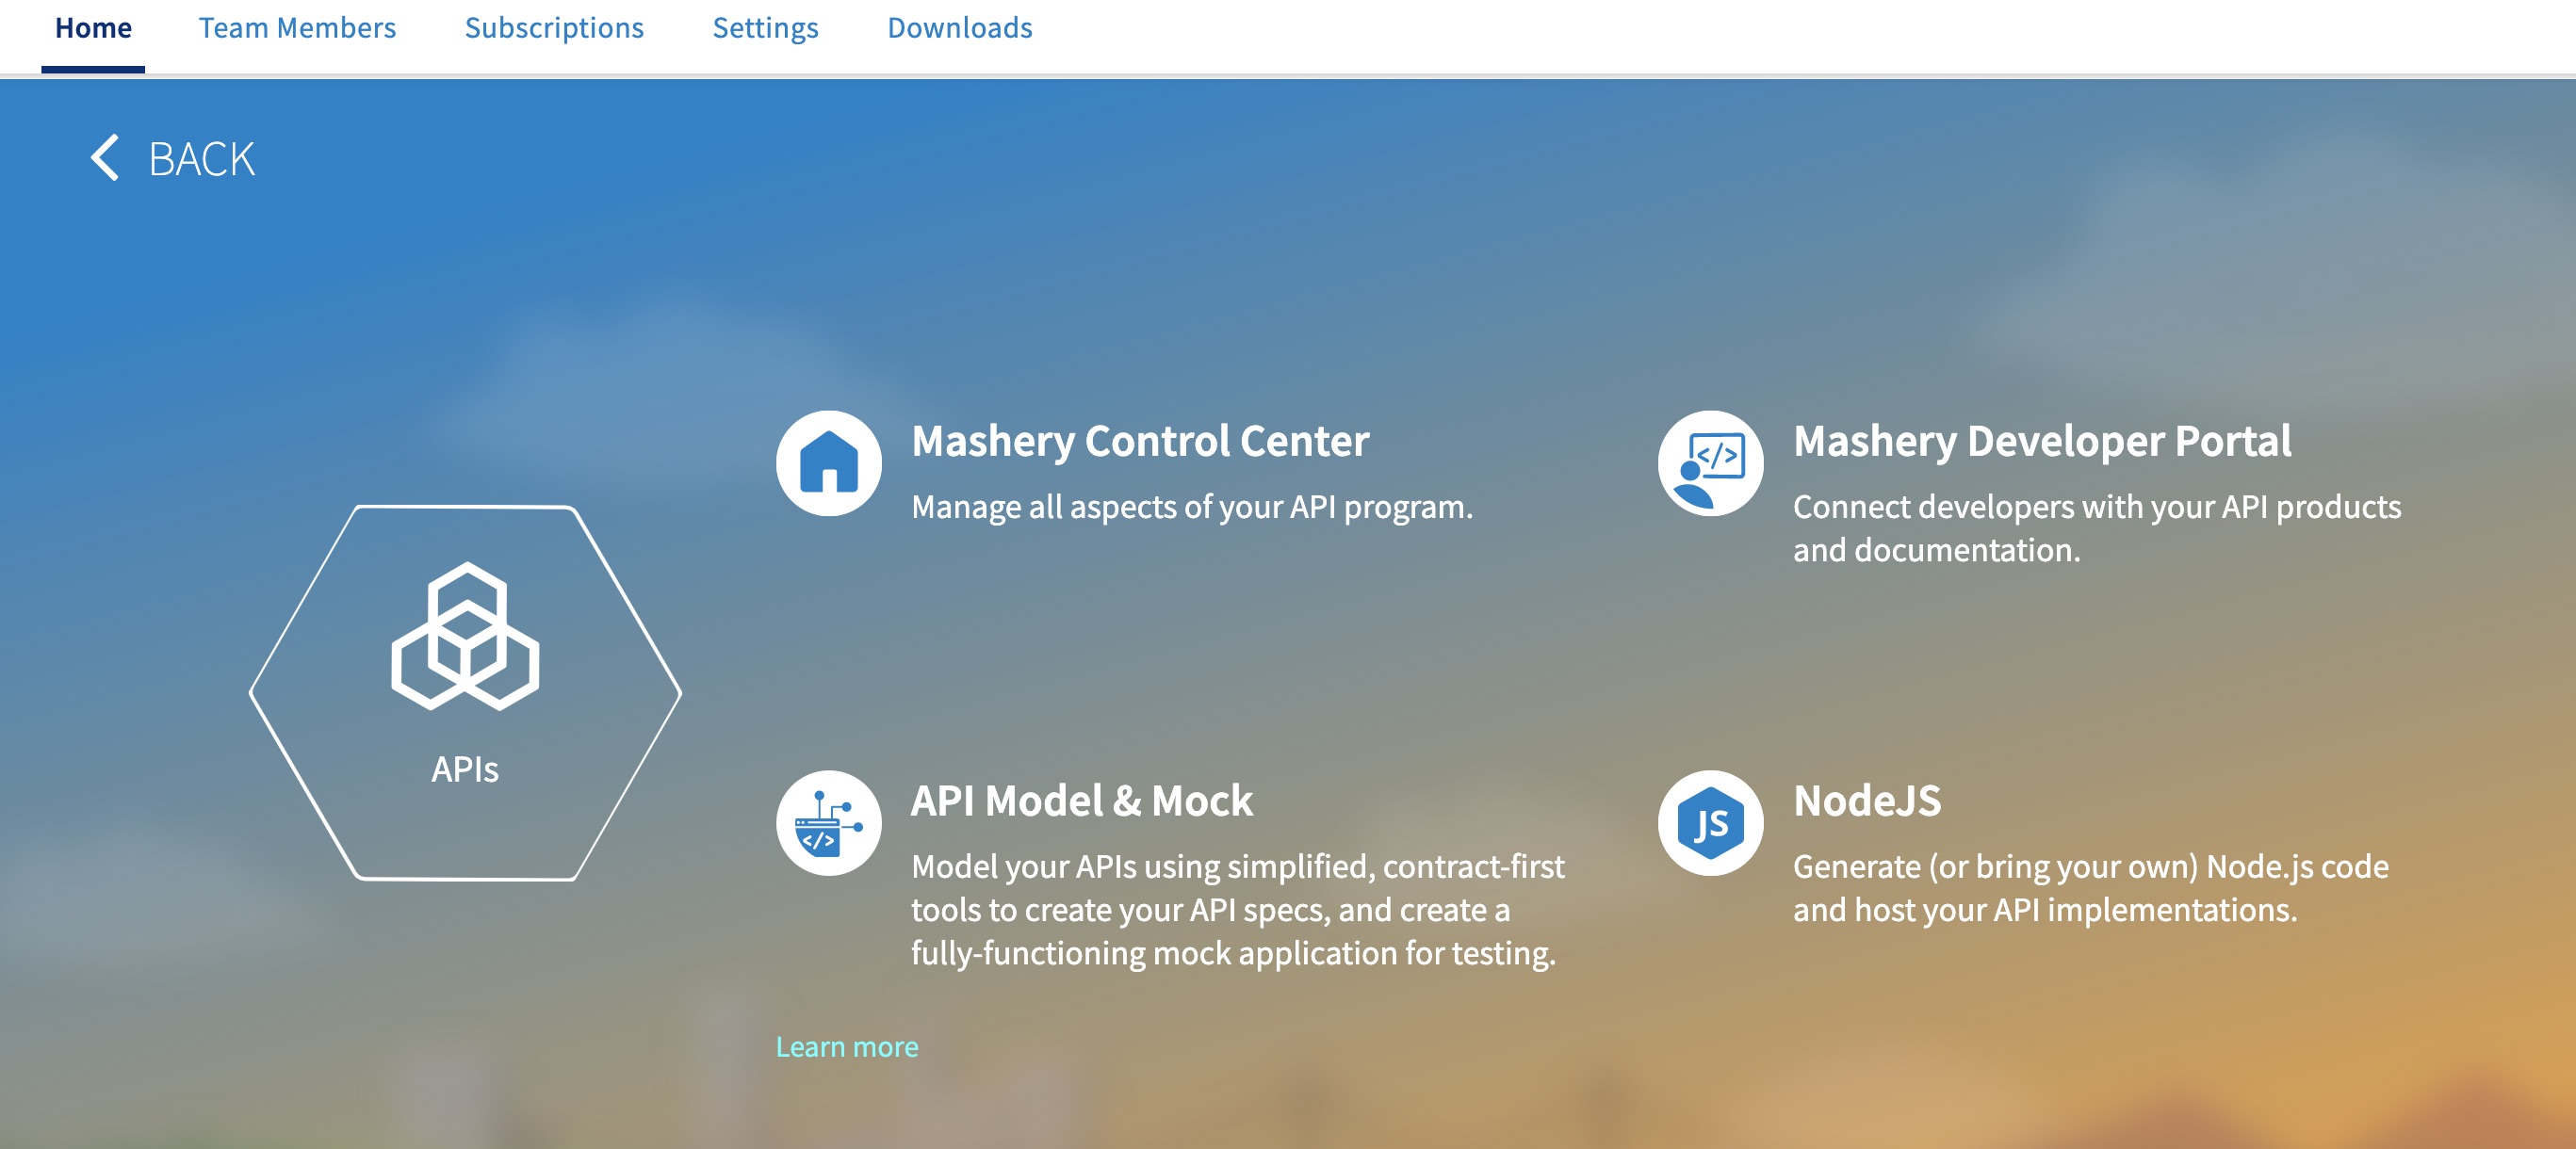 Home Team Members Subscriptions Settings Downloads
BACK
APIs
Mashery Control Center
Manage all aspects of your API program.
Mashery Developer Portal
</>
Connect developers with your API products
and documentation.
API Model & Mock
</>
Model your APIs using simplified, contract-first
tools to create your API specs, and create a
fully-functioning mock application for testing.
NodeJS
JS
Generate (or bring your own) Node.js code
and host your API implementations.
Learn more